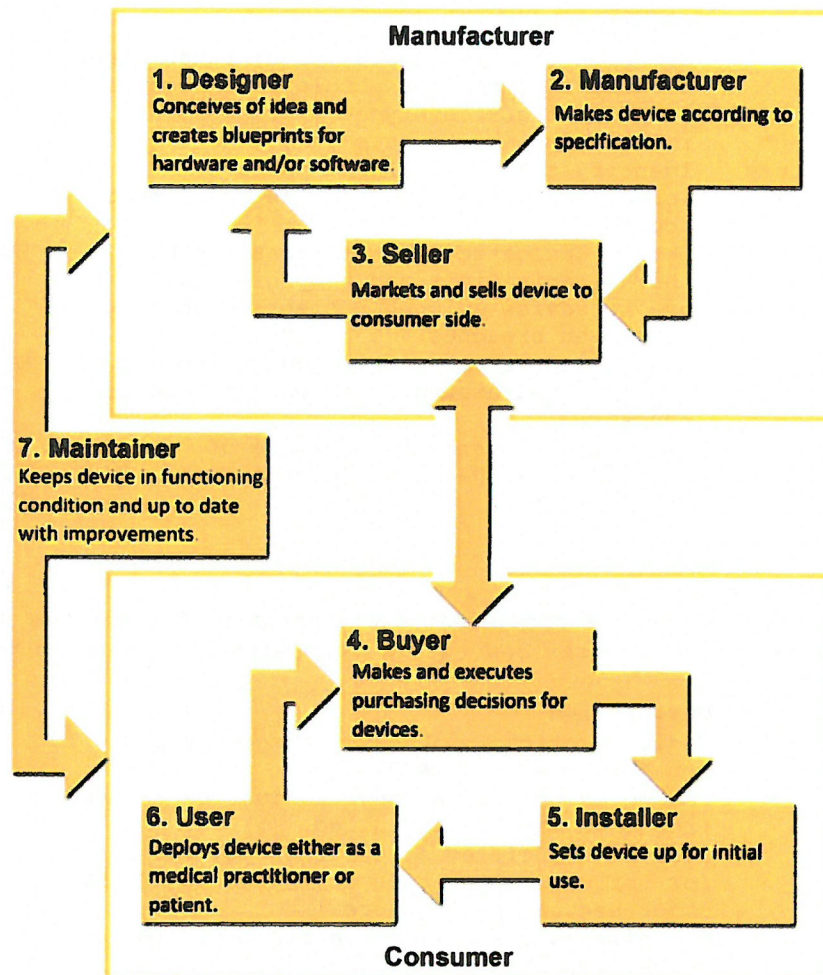 Manufacturer
1. Designer
Conceives of idea and
creates blueprints for
hardware and/or software.
2. Manufacturer
Makes device according to
specification.
3. Seller
Markets and sells device to
consumer side.
7. Maintainer
Keeps device in functioning
condition and up to date
with improvements.
4. Buyer
Makes and executes
purchasing decisions for
devices.
6. User
Deploys device either as a
medical practitioner or
patient.
5. Installer
Sets device up for initial
use.
Consumer